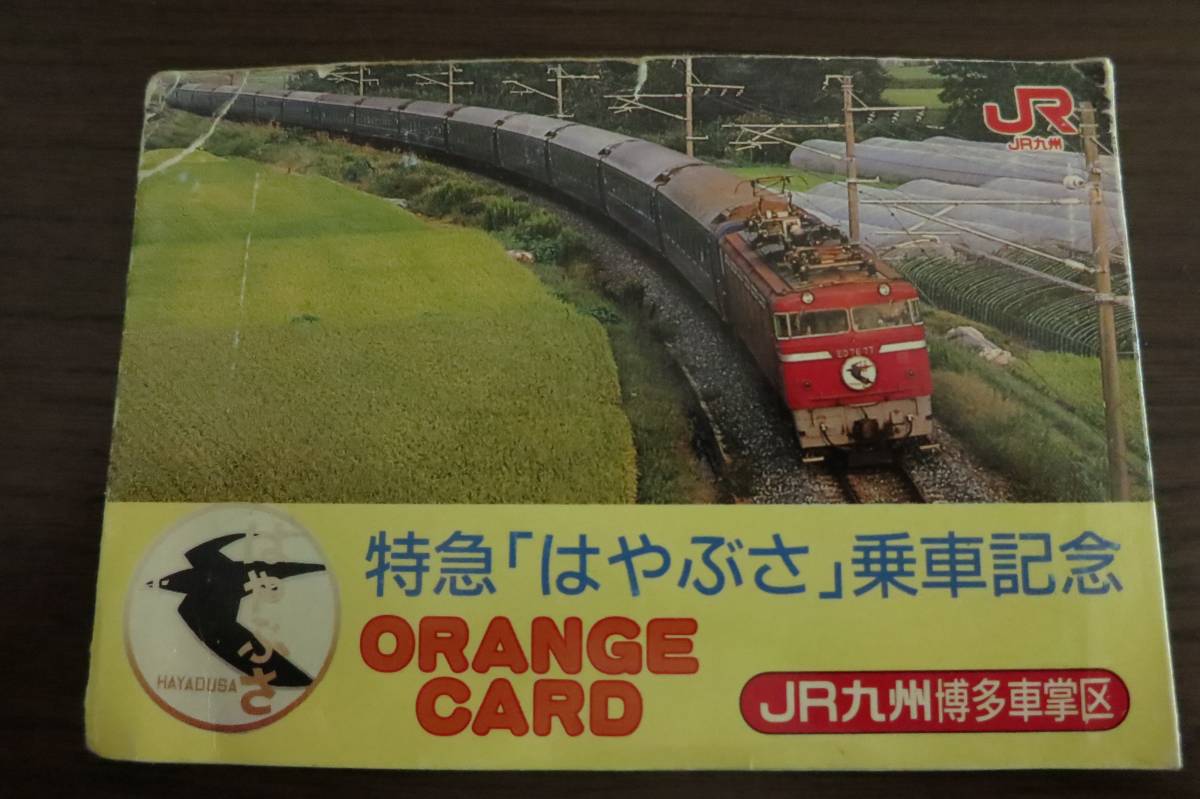 JR
JR九州
ED76 77
特急「はやぶさ」乗車記念
はやぶさ
HAYABUSA
ORANGE
CARD
JR九州博多車掌区